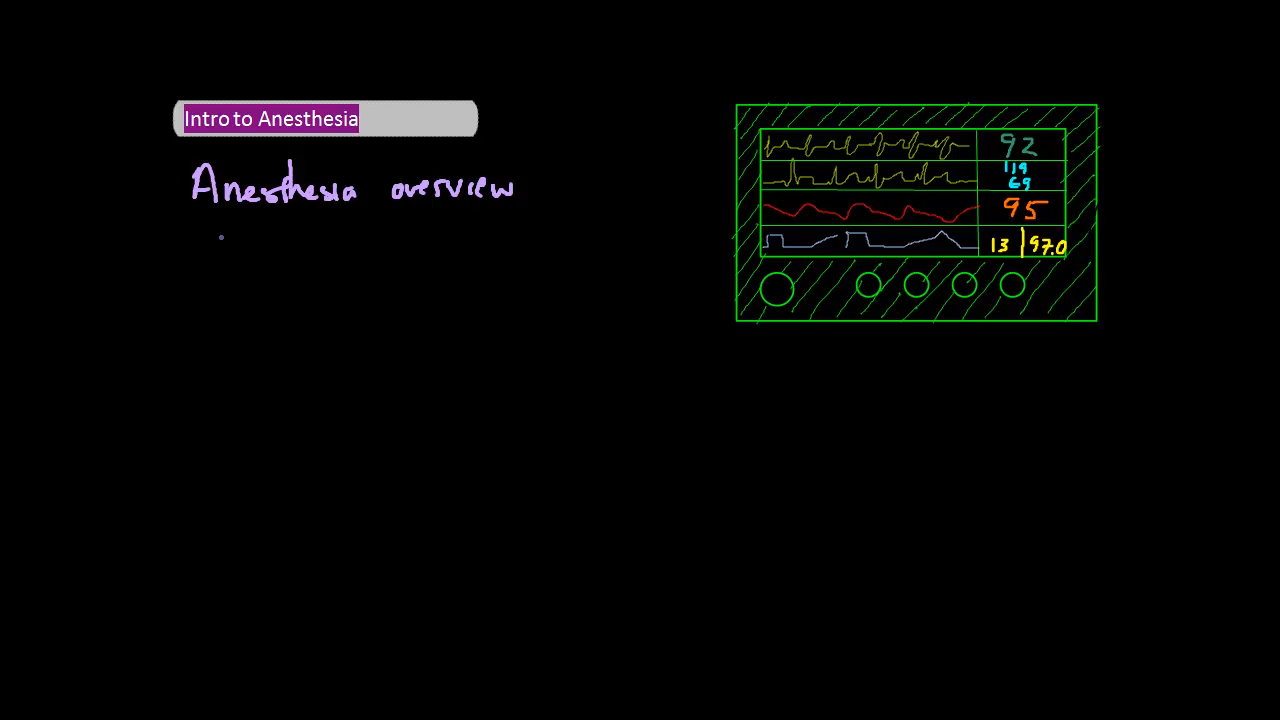 Intro to Anesthesia
Anesthesia overview
92
119
69
95
13 | 97.0